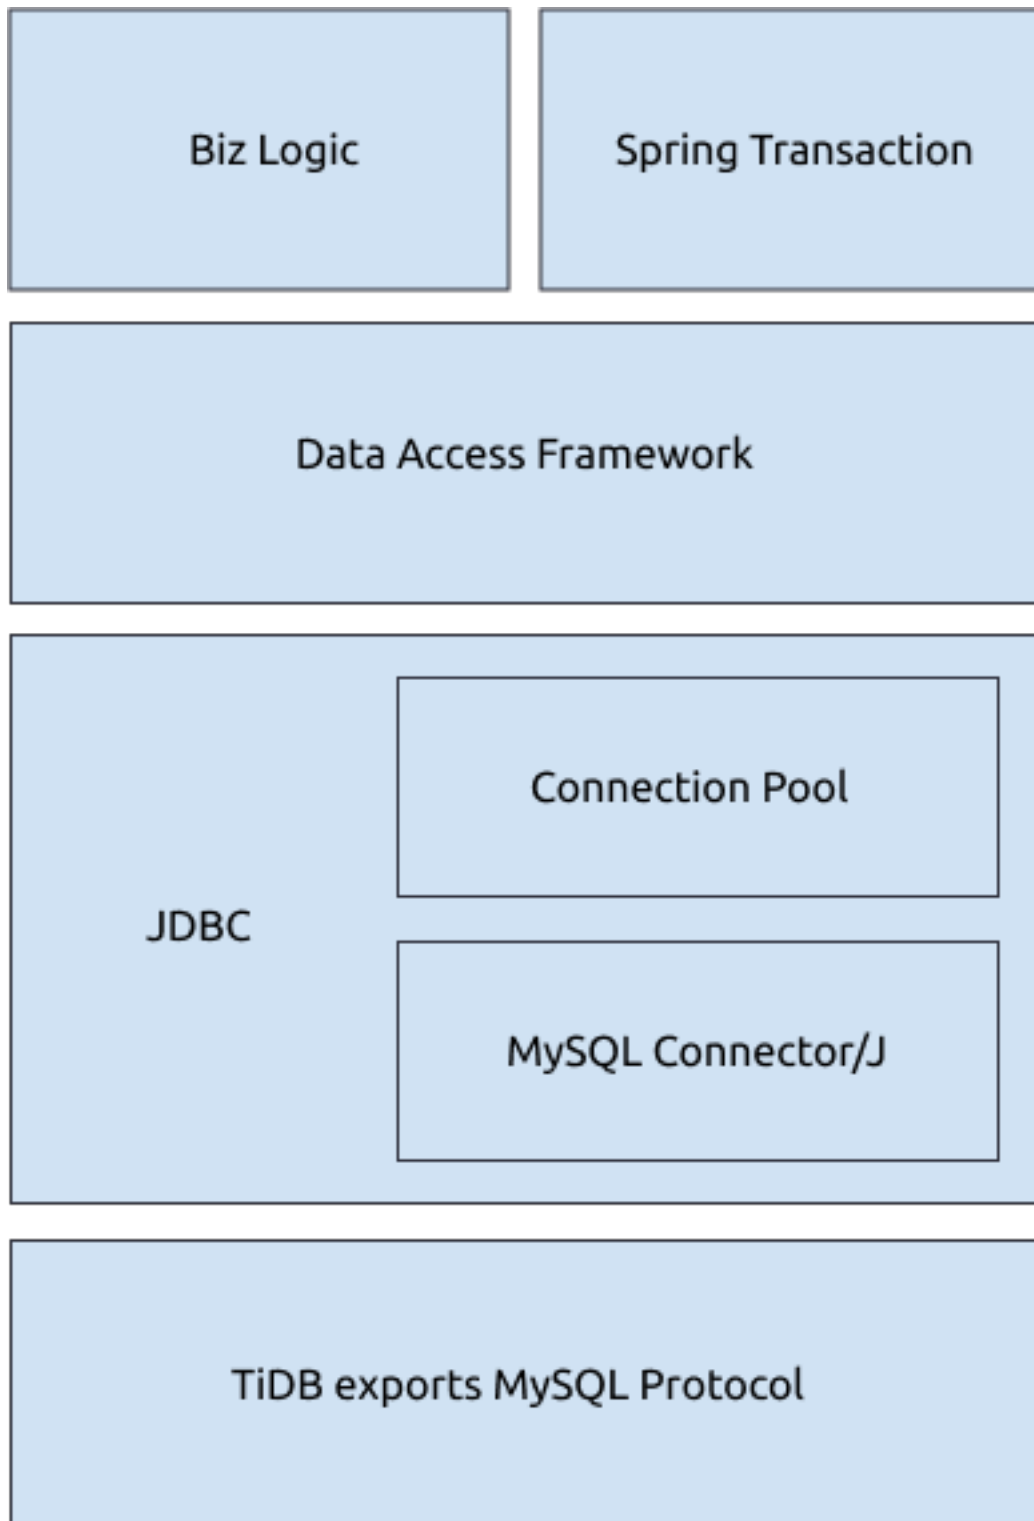 Biz Logic
Spring Transaction
Data Access Framework
Connection Pool
JDBC
MySQL Connector/J
TiDB exports MySQL Protocol